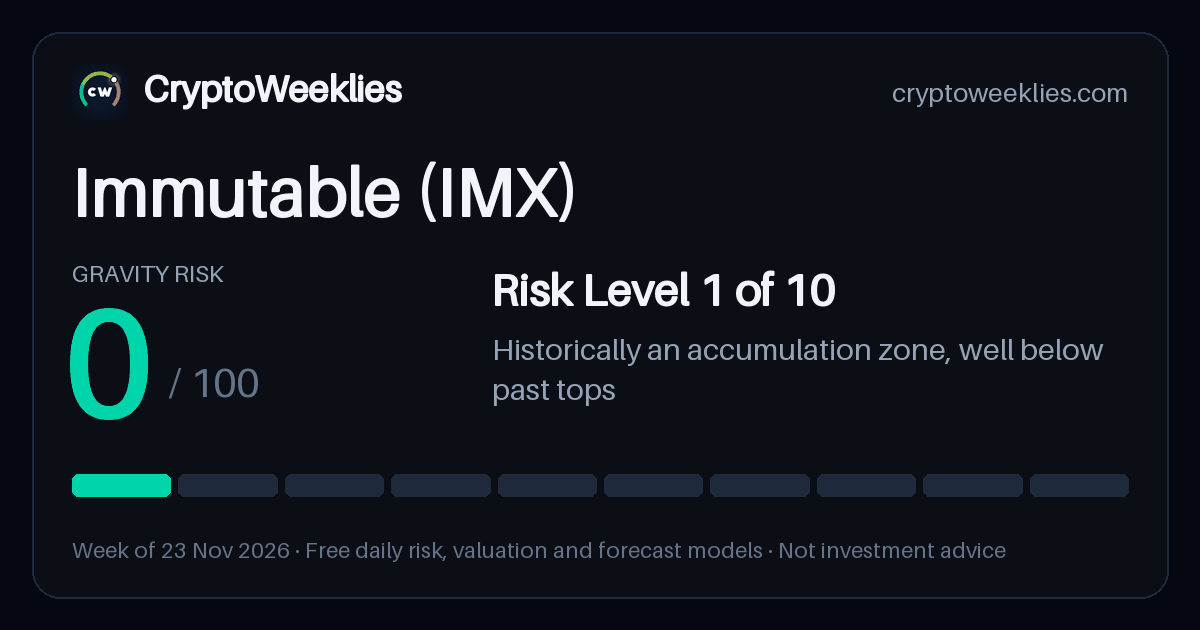 CW
CryptoWeeklies
cryptoweeklies.com
Immutable (IMX)
GRAVITY RISK
0 / 100
Risk Level 1 of 10
Historically an accumulation zone, well below
past tops
Week of 23 Nov 2026 · Free daily risk, valuation and forecast models · Not investment advice